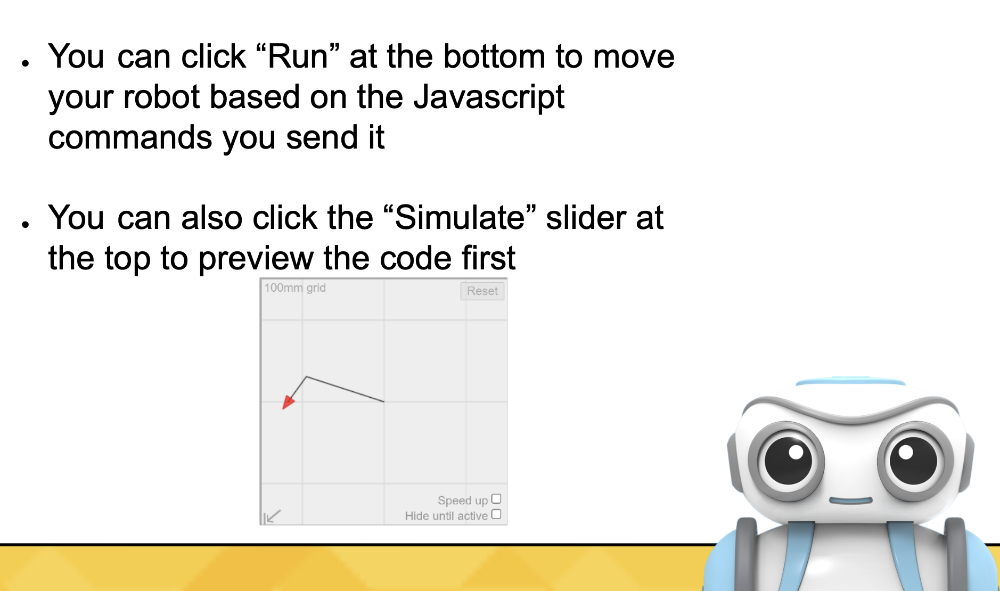 • You can click “Run” at the bottom to move
your robot based on the Javascript
commands you send it
• You can also click the “Simulate” slider at
the top to preview the code first
100mm grid
Reset
Speed up
Hide until active